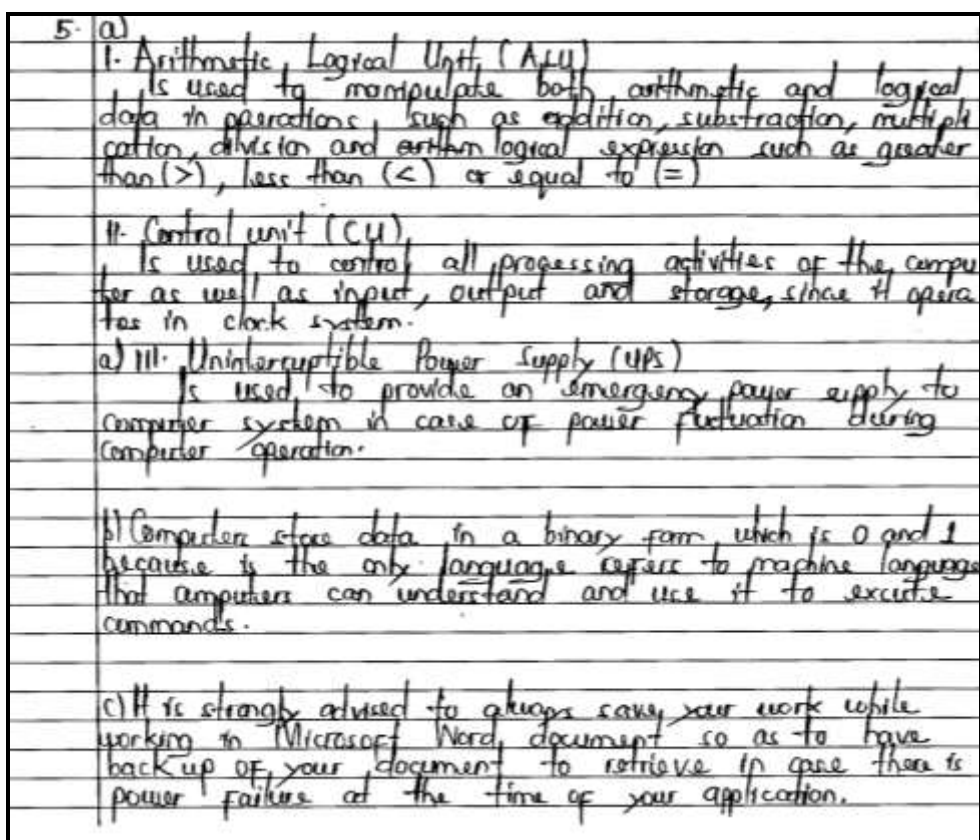 5. a)
I. Arithmetic Logical Unit (ALU)
Is used to manipulate both arithmetic and logical
data in operations, such as addition, substraction, multipli
cation, division and logical expression such as greater
than (>), less than (<) or equal to (=)
II. Control unit (CU)
Is used to control all processing activities of the compu
ter as well as input, output and storage, since it opera
tes in clock system.
a) III. Uninterruptible Power Supply (UPS)
Is used to provide an emergency power supply to
computer system in case of power fluctuation during
Computer operation.
b) Computers store data in a binary form which is 0 and 1
because is the only language refers to machine language
that computers can understand and use it to excute
commands.
c) It is strongly advised to always save your work while
working in Microsoft Word document so as to have
back up of your document to retrieve in case there is
power failure at the time of your application.